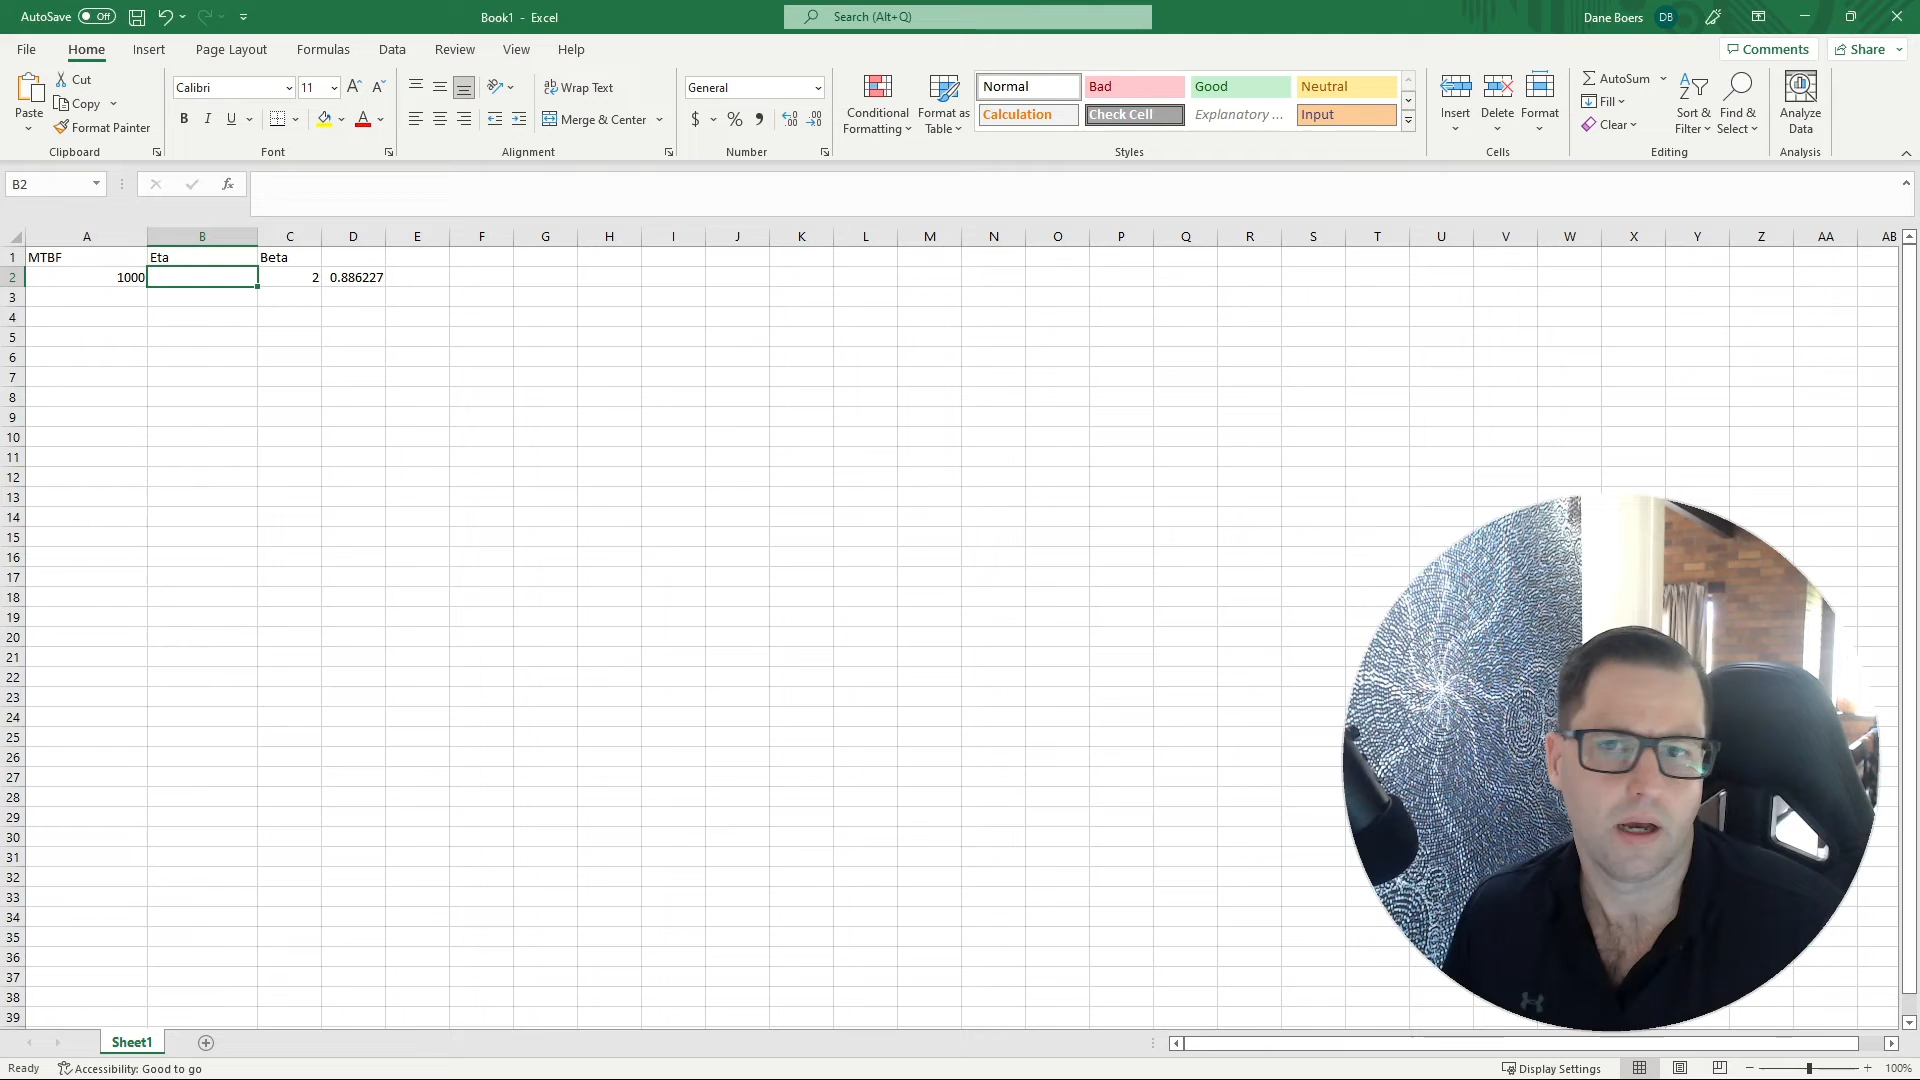 AutoSave Off Book1 - Excel Search (Alt+Q) Dane Boers DB
File Home Insert Page Layout Formulas Data Review View Help Comments Share
Paste Cut Copy Format Painter Clipboard
Calibri 11 A A B I U A Font
Wrap Text Merge & Center Alignment
General $ % Number
Conditional Formatting Format as Table
Normal Bad Good Neutral
Calculation Check Cell Explanatory ... Input
Styles
Insert Delete Format Cells
AutoSum Fill Clear Sort & Filter Find & Select Editing
Analyze Data Analysis
B2 fx
A B C D E F G H I J K L M N O P Q R S T U V W X Y Z AA AB
1 MTBF Eta Beta
2 1000 2 0.886227
3
4
5
6
7
8
9
10
11
12
13
14
15
16
17
18
19
20
21
22
23
24
25
26
27
28
29
30
31
32
33
34
35
36
37
38
39
Sheet1
Ready Accessibility: Good to go Display Settings 100%